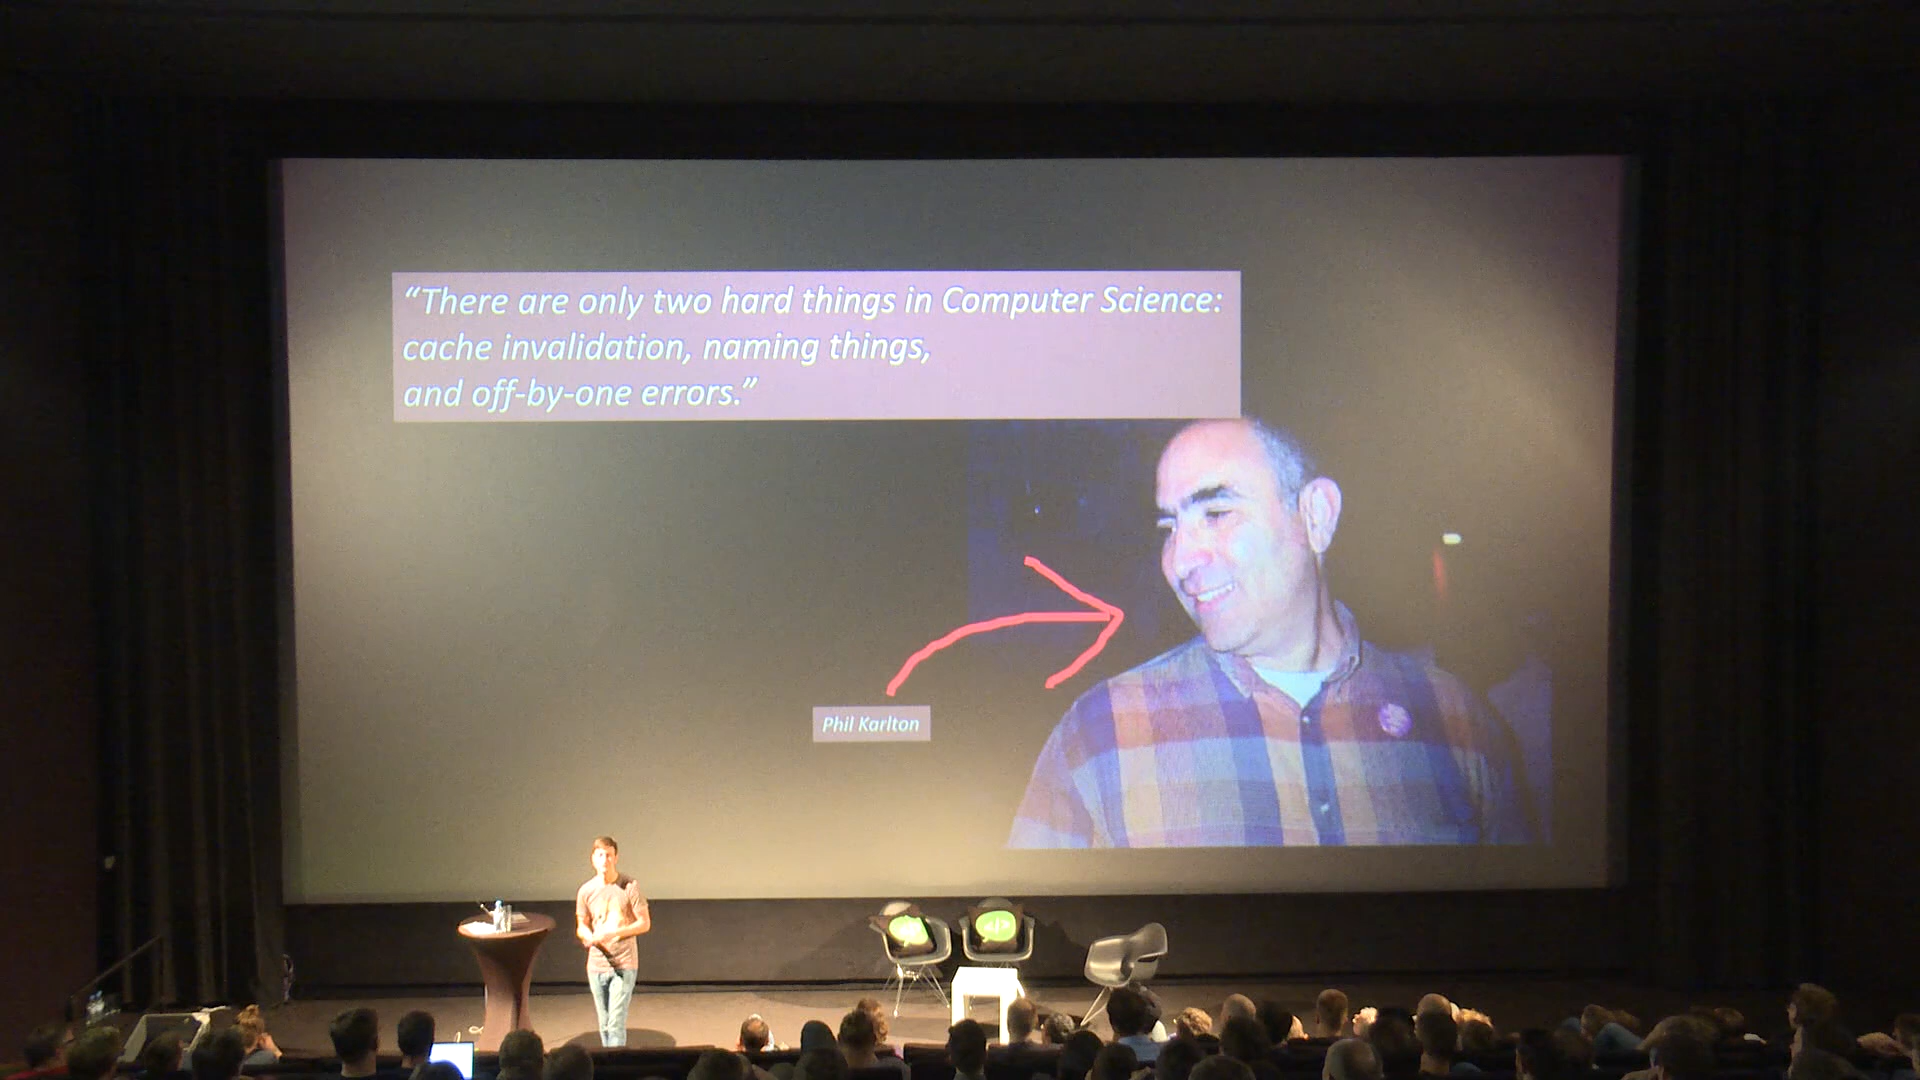 “There are only two hard things in Computer Science:
cache invalidation, naming things,
and off-by-one errors.”
Phil Karlton